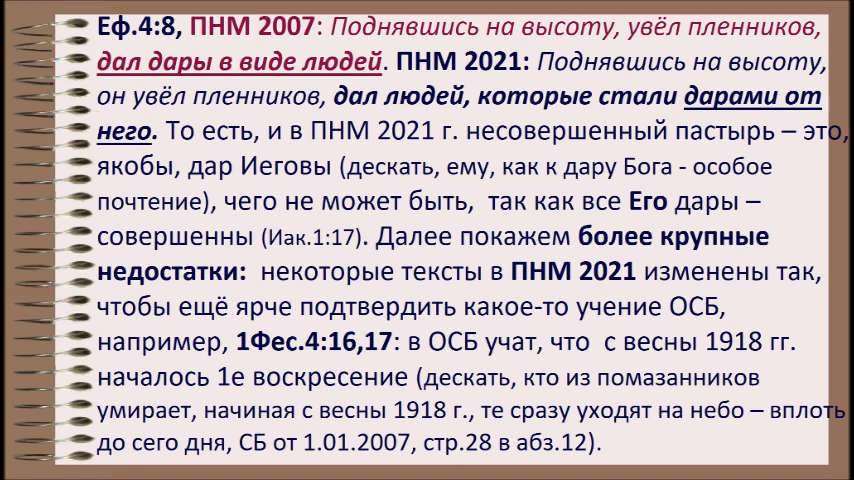 Еф.4:8, ПНМ 2007: Поднявшись на высоту, увёл пленников,
дал дары в виде людей. ПНМ 2021: Поднявшись на высоту,
он увёл пленников, дал людей, которые стали дарами от
него. То есть, и в ПНМ 2021 г. несовершенный пастырь – это,
якобы, дар Иеговы (дескать, ему, как к дару Бога - особое
почтение), чего не может быть, так как все Его дары –
совершенны (Иак.1:17). Далее покажем более крупные
недостатки: некоторые тексты в ПНМ 2021 изменены так,
чтобы ещё ярче подтвердить какое-то учение ОСБ,
например, 1Фес.4:16,17: в ОСБ учат, что с весны 1918 гг.
началось 1е воскресение (дескать, кто из помазанников
умирает, начиная с весны 1918 г., те сразу уходят на небо – вплоть
до сего дня, СБ от 1.01.2007, стр.28 в абз.12).